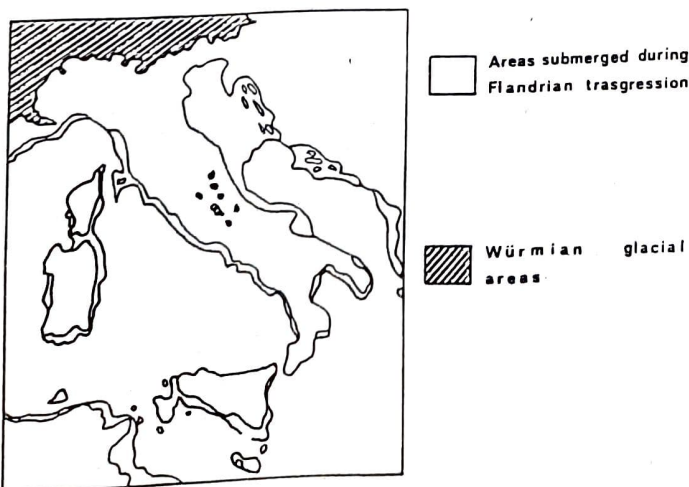 Areas submerged during
Flandrian trasgression
Würmian glacial
areas